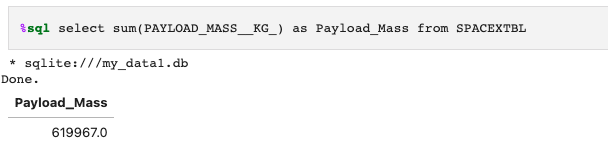 %sql select sum(PAYLOAD_MASS__KG_) as Payload_Mass from SPACEXTBL
* sqlite:///my_data1.db
Done.
Payload_Mass
619967.0